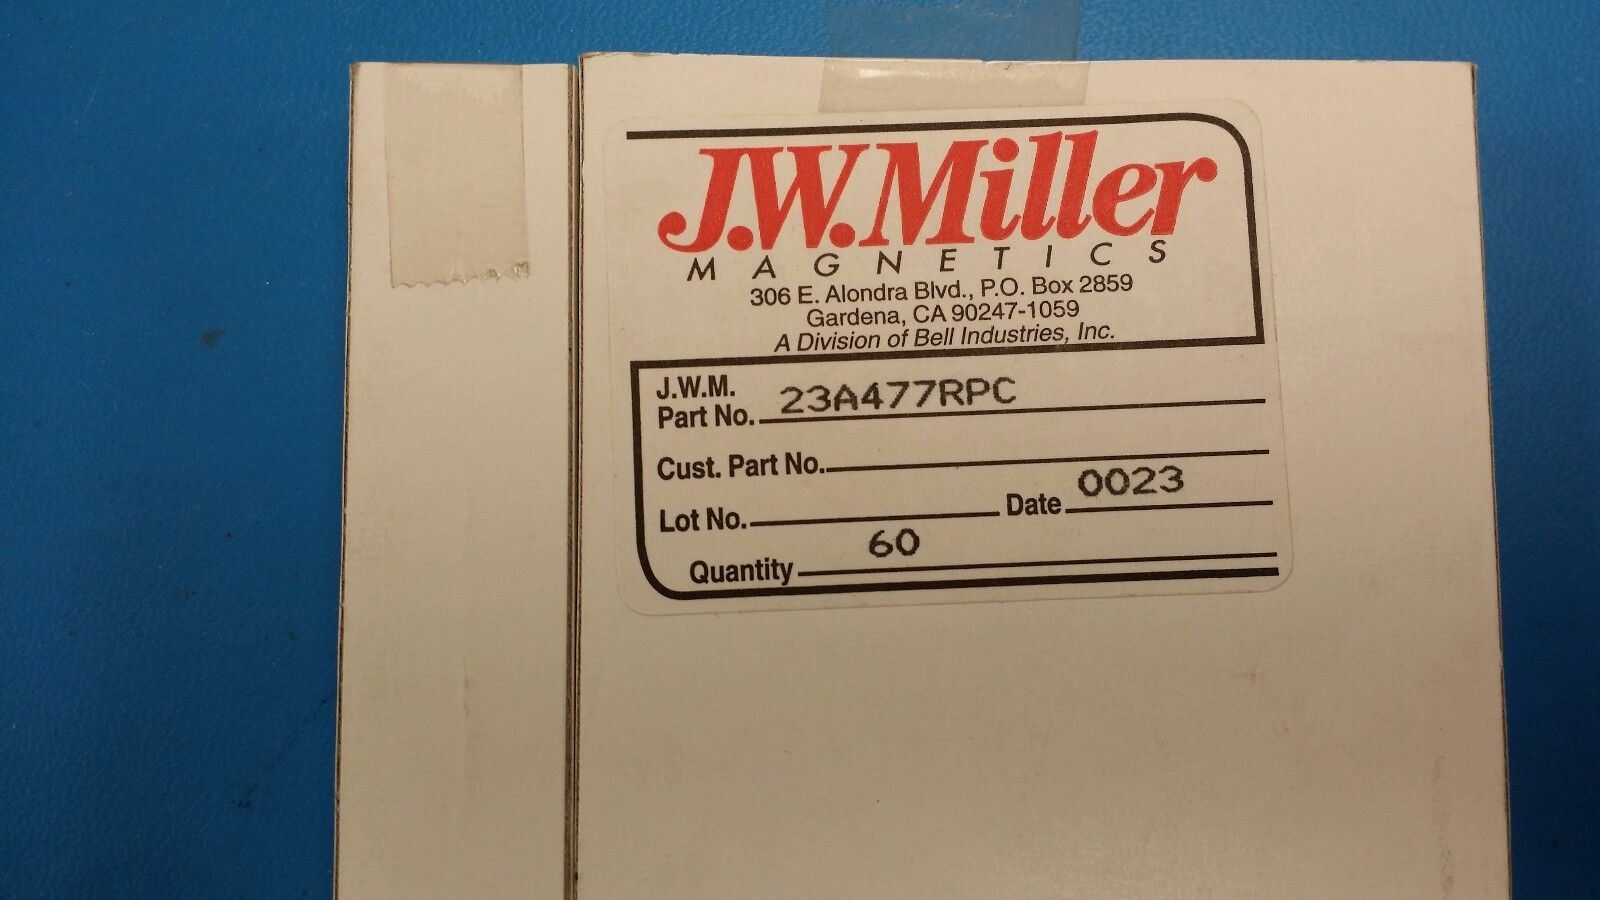 J.W.Miller
MAGNETICS
306 E. Alondra Blvd., P.O. Box 2859
Gardena, CA 90247-1059
A Division of Bell Industries, Inc.
J.W.M.
Part No. 23A477RPC
Cust. Part No.
Lot No. Date 0023
Quantity 60